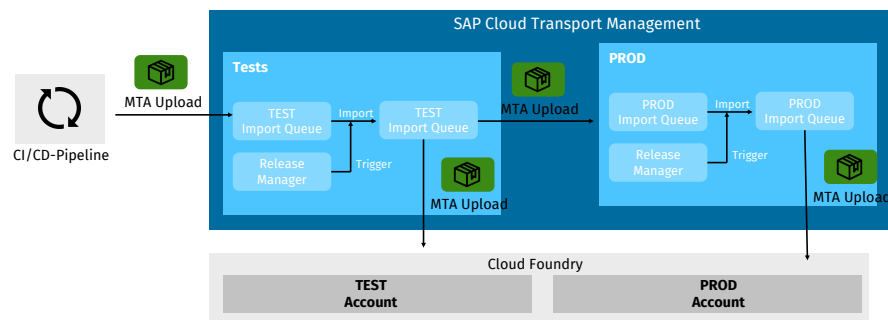 SAP Cloud Transport Management
Tests
PROD
MTA Upload
MTA Upload
TEST
Import Queue
Import
TEST
Import Queue
PROD
Import Queue
Import
PROD
Import Queue
CI/CD-Pipeline
Release
Manager
Trigger
MTA Upload
Release
Manager
Trigger
MTA Upload
Cloud Foundry
TEST
Account
PROD
Account